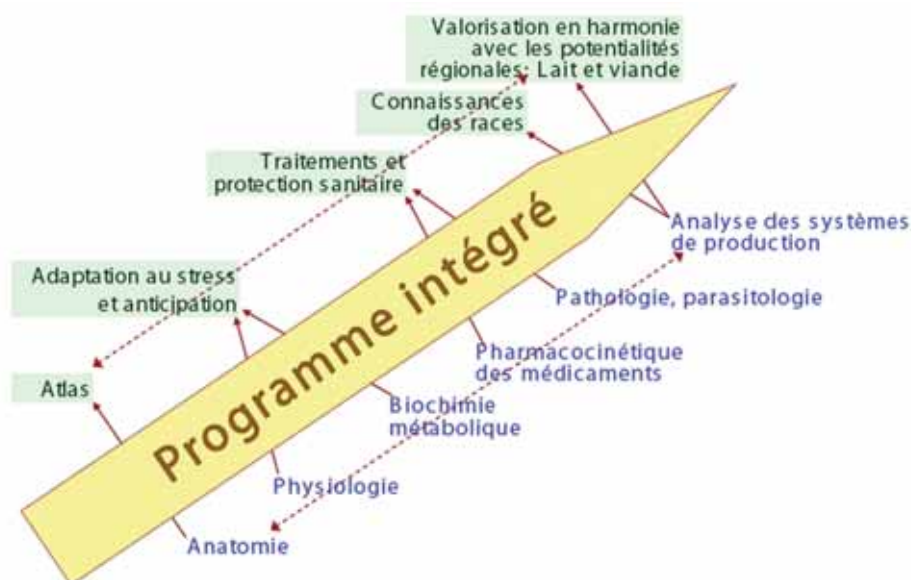 Valorisation en harmonie
avec les potentialités
régionales: Lait et viande
Connaissances
des races
Traitements et
protection sanitaire
Adaptation au stress
et anticipation
Atlas
Programme intégré
Analyse des systèmes
de production
Pathologie, parasitologie
Pharmacocinétique
des médicaments
Biochimie
métabolique
Physiologie
Anatomie